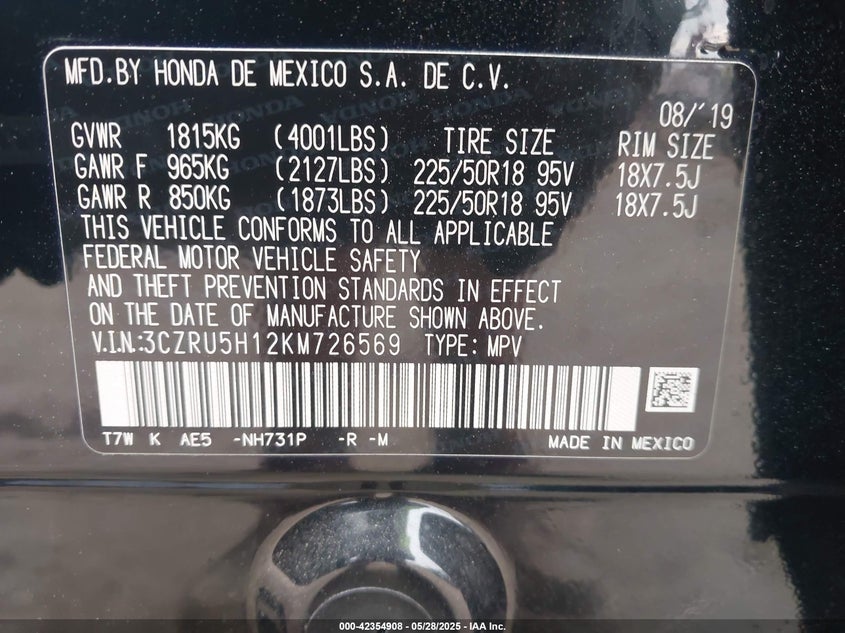 MFD.BY HONDA DE MEXICO S.A. DE C.V.
08/'19
GVWR 1815KG (4001LBS) TIRE SIZE RIM SIZE
GAWR F 965KG (2127LBS) 225/50R18 95V 18X7.5J
GAWR R 850KG (1873LBS) 225/50R18 95V 18X7.5J
THIS VEHICLE CONFORMS TO ALL APPLICABLE
FEDERAL MOTOR VEHICLE SAFETY
AND THEFT PREVENTION STANDARDS IN EFFECT
ON THE DATE OF MANUFACTURE SHOWN ABOVE.
V.I.N.:3CZRU5H12KM726569 TYPE: MPV
T7W K AE5 -NH731P -R -M MADE IN MEXICO
000-42354908 - 05/28/2025 - IAA Inc.